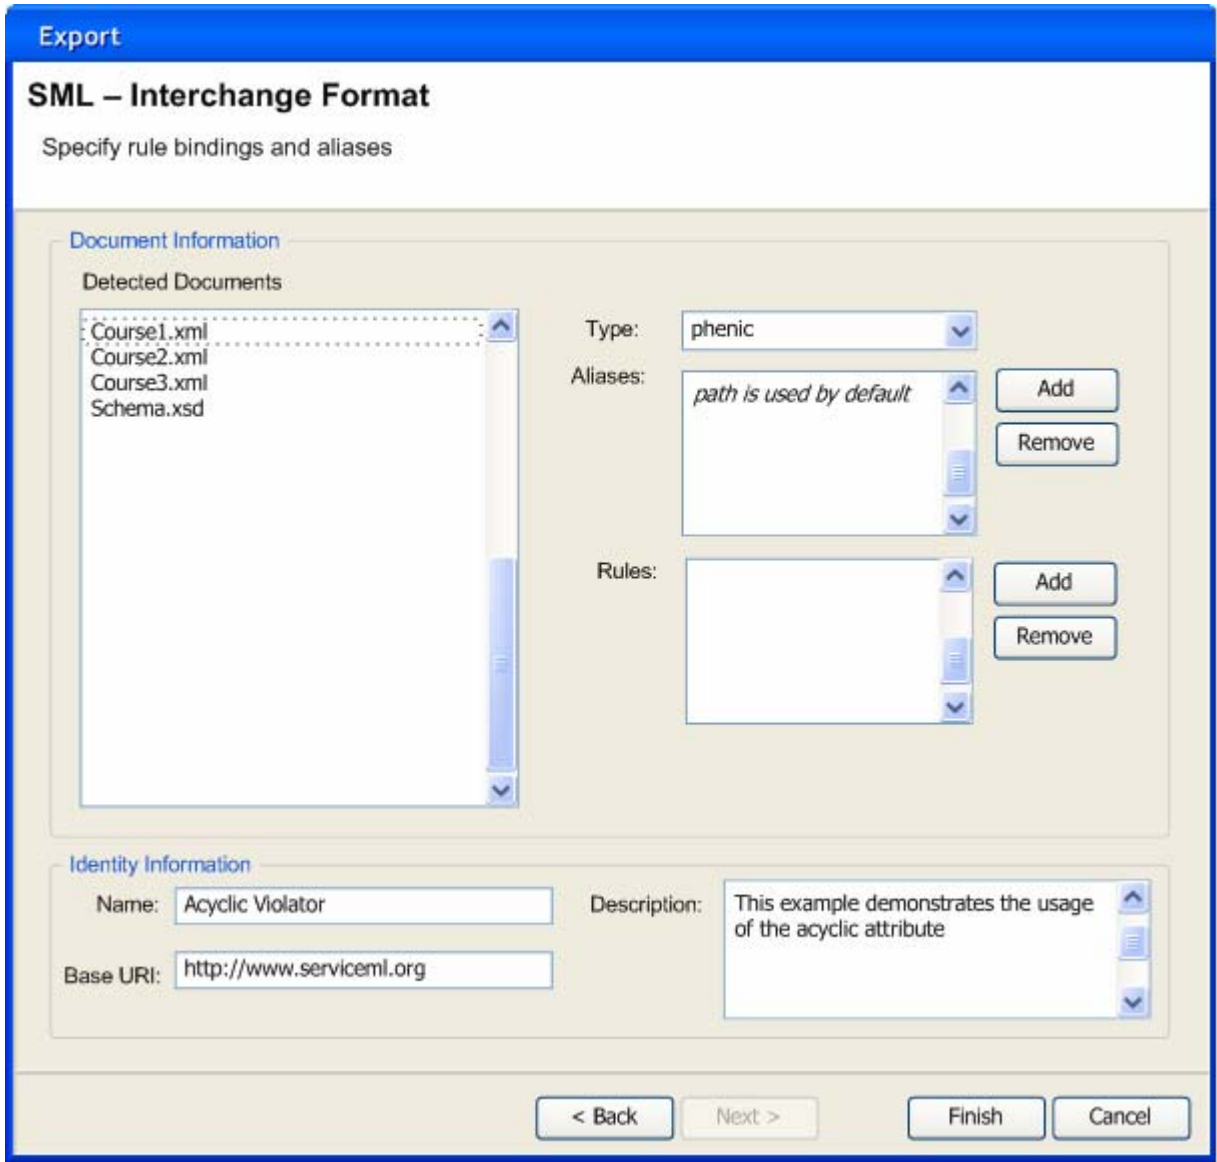 Export
SML – Interchange Format
Specify rule bindings and aliases
Document Information
Detected Documents
Course1.xml
Course2.xml
Course3.xml
Schema.xsd
Type:
phenic
Aliases:
path is used by default
Add
Remove
Rules:
Add
Remove
Identity Information
Name:
Acyclic Violator
Base URI:
http://www.serviceml.org
Description:
This example demonstrates the usage
of the acyclic attribute
< Back
Next >
Finish
Cancel